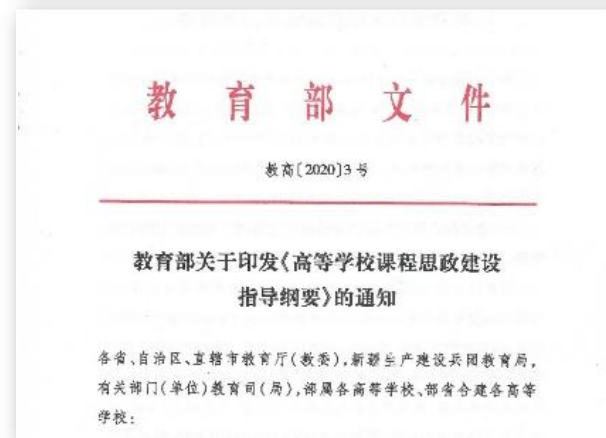 教育部文件
教高〔2020〕3号
教育部关于印发《高等学校课程思政建设
指导纲要》的通知
各省、自治区、直辖市教育厅(教委),新疆生产建设兵团教育局,
有关部门(单位)教育司(局),部属各高等学校、部省合建各高等
学校: